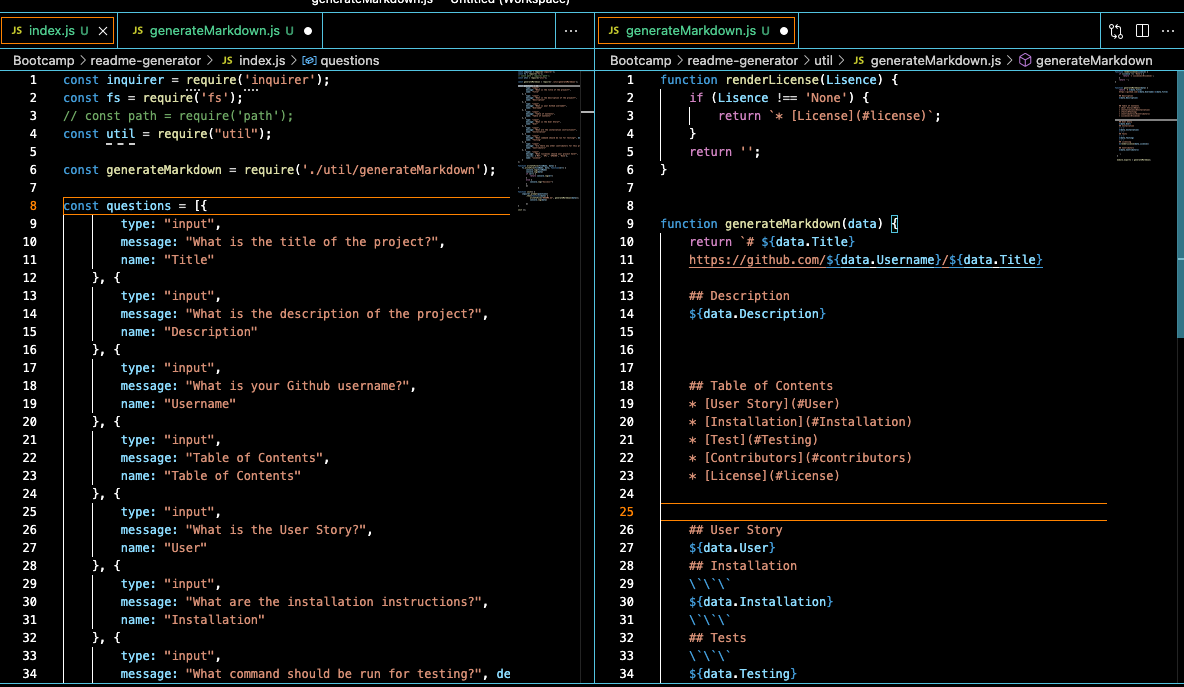 generateMarkdown.js — Untitled (Workspace)
JS index.js U
JS generateMarkdown.js U
Bootcamp > readme-generator > JS index.js > questions
1 const inquirer = require('inquirer');
2 const fs = require('fs');
3 // const path = require('path');
4 const util = require("util");
5
6 const generateMarkdown = require('./util/generateMarkdown');
7
8 const questions = [{
9 type: "input",
10 message: "What is the title of the project?",
11 name: "Title"
12 }, {
13 type: "input",
14 message: "What is the description of the project?",
15 name: "Description"
16 }, {
17 type: "input",
18 message: "What is your Github username?",
19 name: "Username"
20 }, {
21 type: "input",
22 message: "Table of Contents",
23 name: "Table of Contents"
24 }, {
25 type: "input",
26 message: "What is the User Story?",
27 name: "User"
28 }, {
29 type: "input",
30 message: "What are the installation instructions?",
31 name: "Installation"
32 }, {
33 type: "input",
34 message: "What command should be run for testing?", de
JS generateMarkdown.js U
Bootcamp > readme-generator > util > JS generateMarkdown.js > generateMarkdown
1 function renderLicense(Lisence) {
2 if (Lisence !== 'None') {
3 return `* [License](#license)`;
4 }
5 return '';
6 }
7
8
9 function generateMarkdown(data) {
10 return `# ${data.Title}
11 https://github.com/${data.Username}/${data.Title}
12
13 ## Description
14 ${data.Description}
15
16
17
18 ## Table of Contents
19 * [User Story](#User)
20 * [Installation](#Installation)
21 * [Test](#Testing)
22 * [Contributors](#contributors)
23 * [License](#license)
24
25
26 ## User Story
27 ${data.User}
28 ## Installation
29 \`\`\`
30 ${data.Installation}
31 \`\`\`
32 ## Tests
33 \`\`\`
34 ${data.Testing}